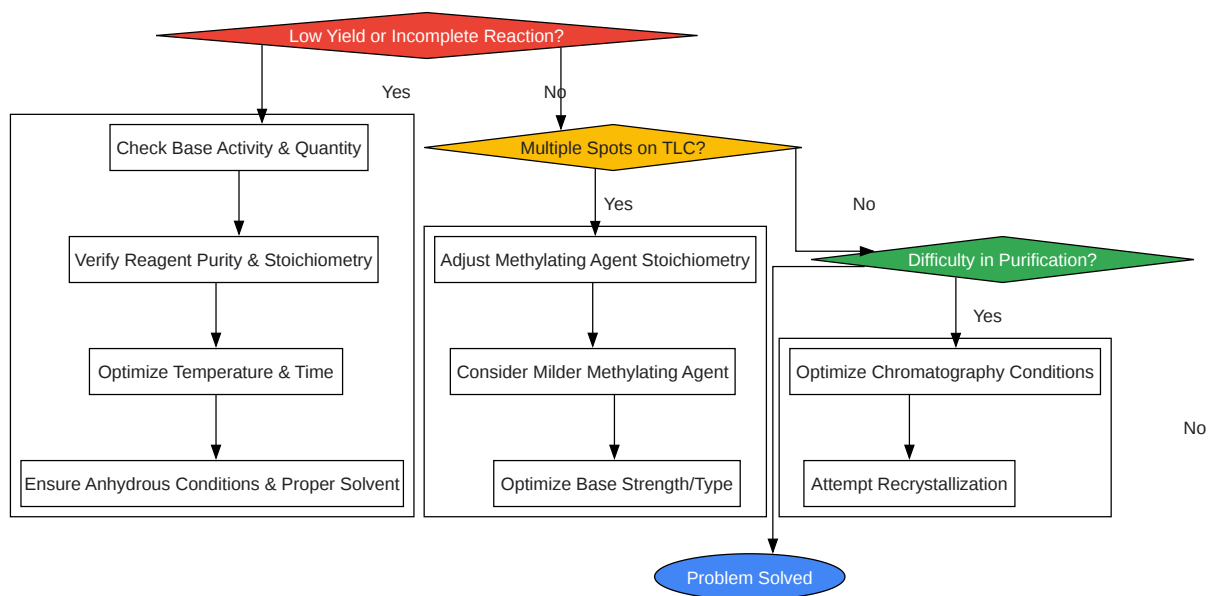 Low Yield or Incomplete Reaction?
Yes
No
Check Base Activity & Quantity
Multiple Spots on TLC?
Yes
No
Verify Reagent Purity & Stoichiometry
Adjust Methylating Agent Stoichiometry
Difficulty in Purification?
Yes
Optimize Temperature & Time
Consider Milder Methylating Agent
Optimize Chromatography Conditions
No
Ensure Anhydrous Conditions & Proper Solvent
Optimize Base Strength/Type
Attempt Recrystallization
Problem Solved